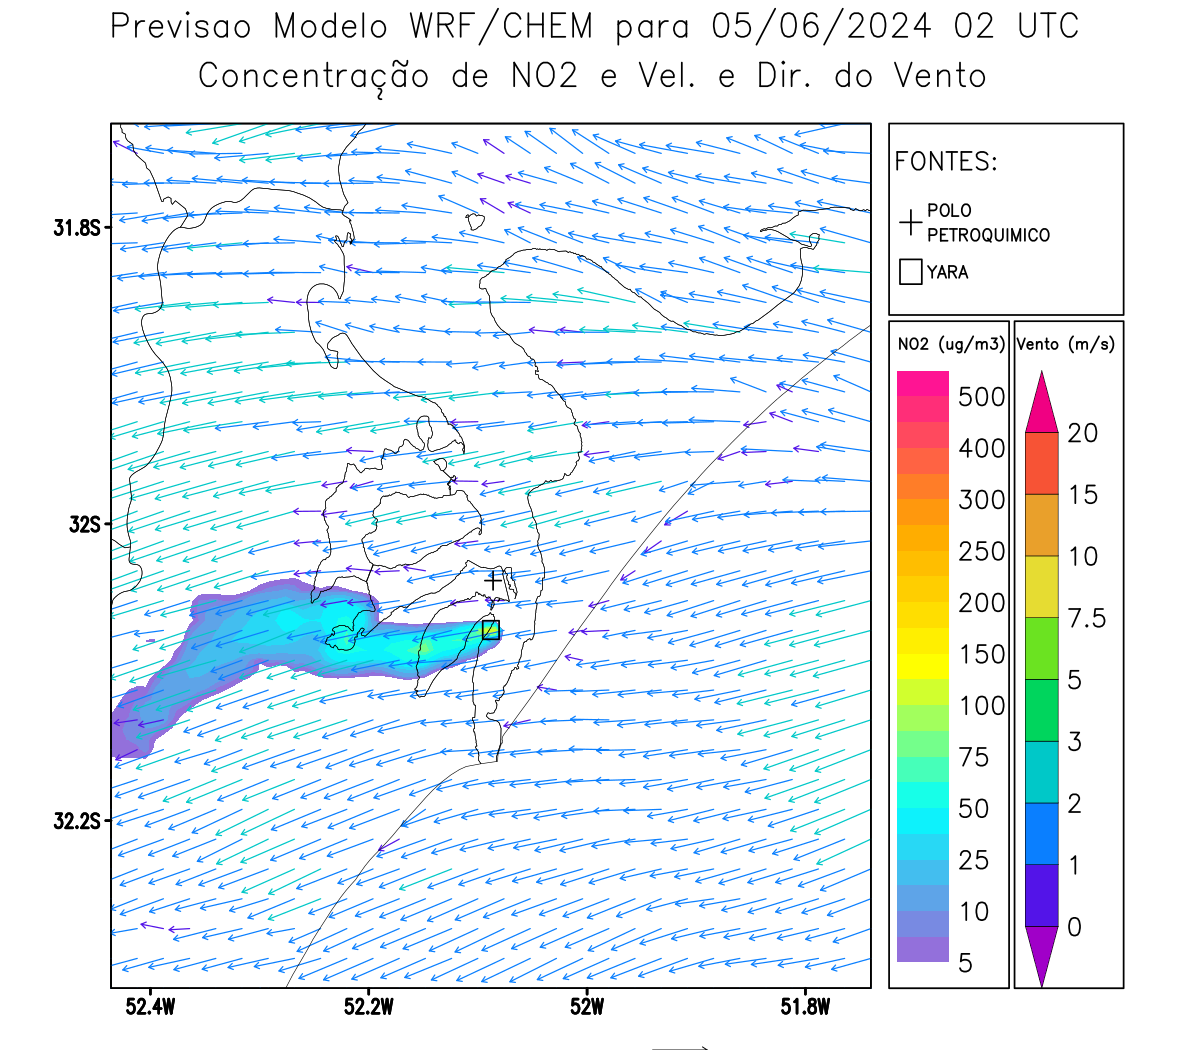 Previsao Modelo WRF/CHEM para 05/06/2024 02 UTC
Concentração de NO2 e Vel. e Dir. do Vento
FONTES:
POLO
PETROQUIMICO
YARA
NO2 (ug/m3)
500
400
300
250
200
150
100
75
50
25
10
5
Vento (m/s)
20
15
10
7.5
5
3
2
1
0
31.8S
32S
32.2S
52.4W
52.2W
52W
51.8W